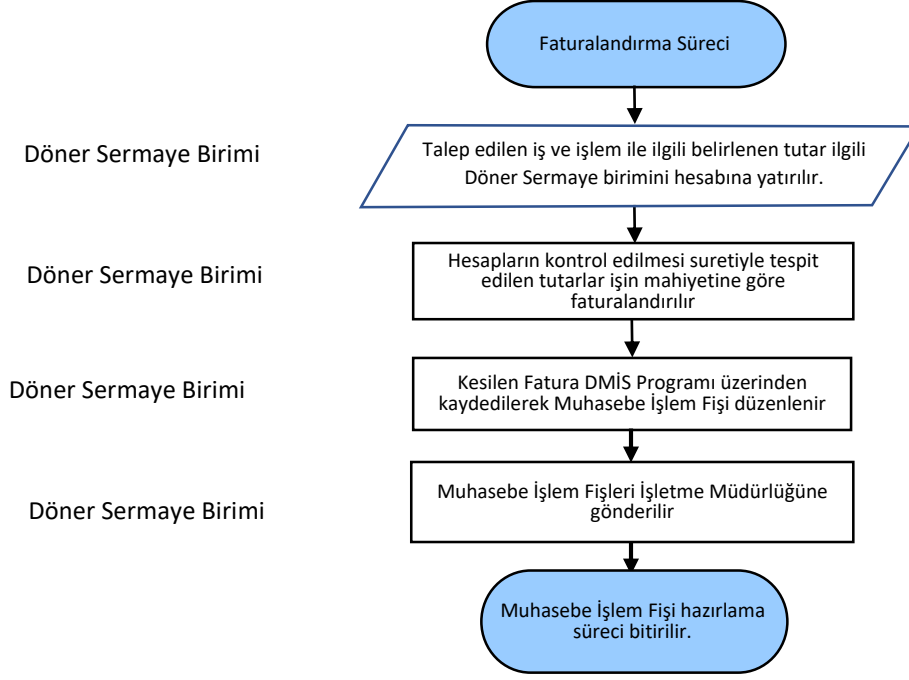 Faturalandırma Süreci
Döner Sermaye Birimi
Talep edilen iş ve işlem ile ilgili belirlenen tutar ilgili
Döner Sermaye birimini hesabına yatırılır.
Döner Sermaye Birimi
Hesapların kontrol edilmesi suretiyle tespit
edilen tutarlar işin mahiyetine göre
faturalandırılır
Döner Sermaye Birimi
Kesilen Fatura DMİS Programı üzerinden
kaydedilerek Muhasebe İşlem Fişi düzenlenir
Döner Sermaye Birimi
Muhasebe İşlem Fişleri İşletme Müdürlüğüne
gönderilir
Muhasebe İşlem Fişi hazırlama
süreci bitirilir.